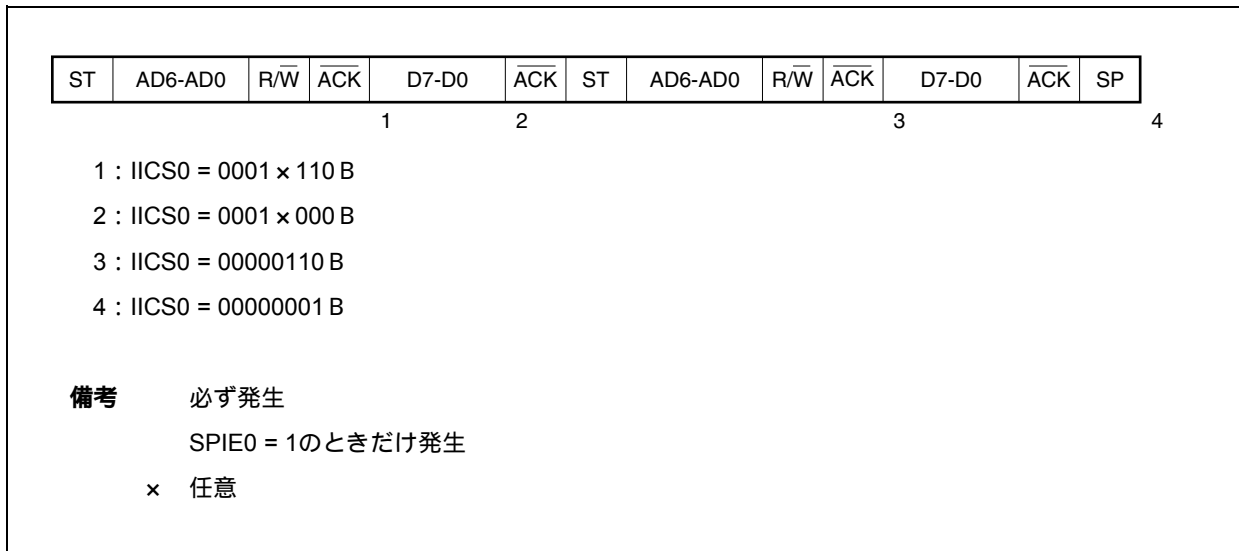 ST AD6-AD0 R/W ACK D7-D0 ACK ST AD6-AD0 R/W ACK D7-D0 ACK SP
1 2 3 4
1：IICS0 = 0001×110 B
2：IICS0 = 0001×000 B
3：IICS0 = 00000110 B
4：IICS0 = 00000001 B
備考 必ず発生
SPIE0 = 1のときだけ発生
× 任意